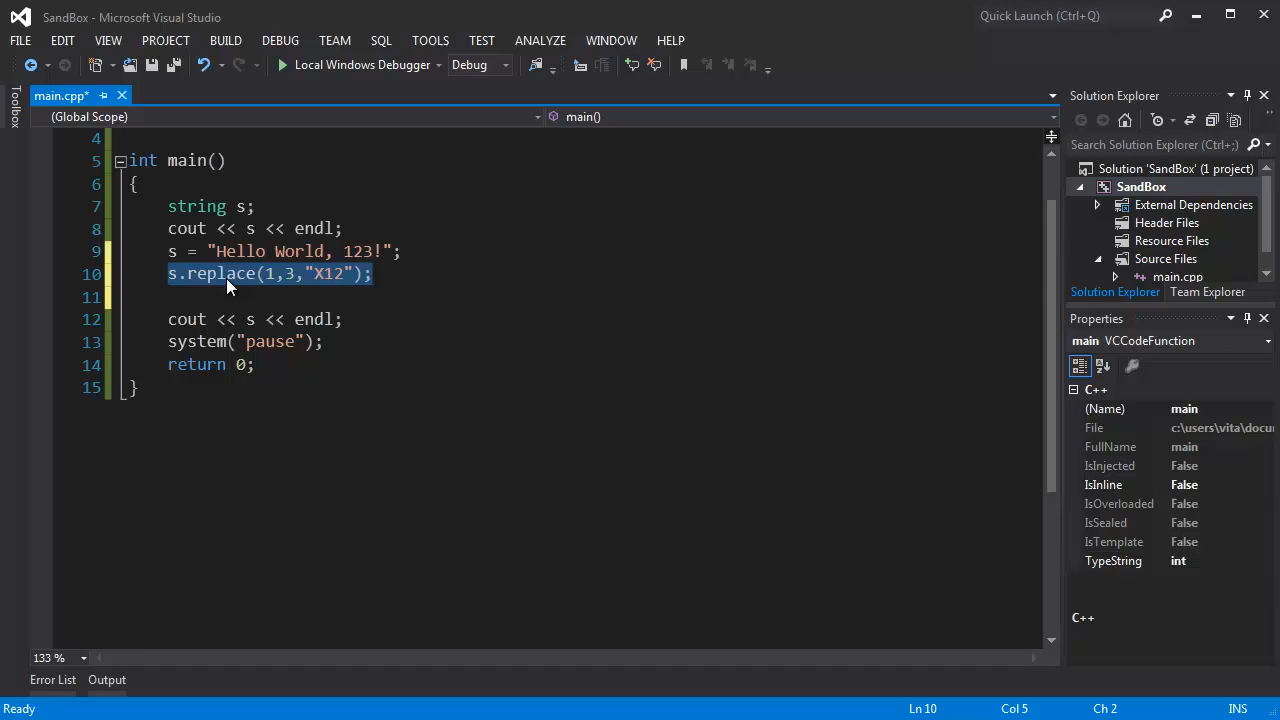 SandBox - Microsoft Visual Studio
Quick Launch (Ctrl+Q)
FILE EDIT VIEW PROJECT BUILD DEBUG TEAM SQL TOOLS TEST ANALYZE WINDOW HELP
Local Windows Debugger Debug
Toolbox
main.cpp*
(Global Scope) main()
4
5 int main()
6 {
7 string s;
8 cout << s << endl;
9 s = "Hello World, 123!";
10 s.replace(1,3,"X12");
11
12 cout << s << endl;
13 system("pause");
14 return 0;
15 }
133 %
Error List Output
Solution Explorer
Search Solution Explorer (Ctrl+;)
Solution 'SandBox' (1 project)
SandBox
External Dependencies
Header Files
Resource Files
Source Files
main.cpp
Solution Explorer Team Explorer
Properties
main VCCodeFunction
C++
(Name) main
File c:\users\vita\docu
FullName main
IsInjected False
IsInline False
IsOverloaded False
IsSealed False
IsTemplate False
TypeString int
C++
Ready Ln 10 Col 5 Ch 2 INS